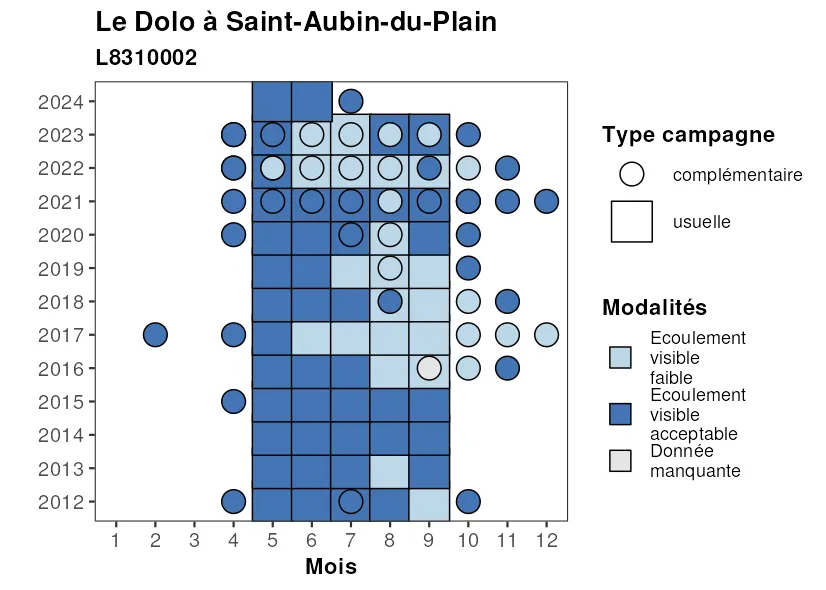 Le Dolo à Saint-Aubin-du-Plain
L8310002
2024
2023
2022
2021
2020
2019
2018
2017
2016
2015
2014
2013
2012
1 2 3 4 5 6 7 8 9 10 11 12
Mois
Type campagne
complémentaire
usuelle
Modalités
Ecoulement
visible
faible
Ecoulement
visible
acceptable
Donnée
manquante